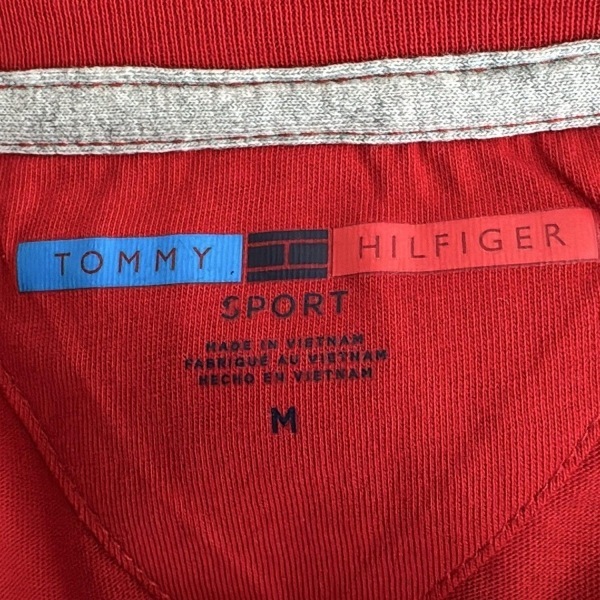 TOMMY HILFIGER
SPORT
MADE IN VIETNAM
FABRIQUÉ AU VIETNAM
HECHO EN VIETNAM
M